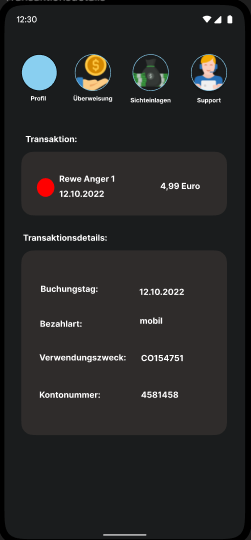 Transaktionsdetails
12:30
Profil Überweisung Sichteinlagen Support
Transaktion:
Rewe Anger 1
12.10.2022
4,99 Euro
Transaktionsdetails:
Buchungstag: 12.10.2022
Bezahlart: mobil
Verwendungszweck: CO154751
Kontonummer: 4581458